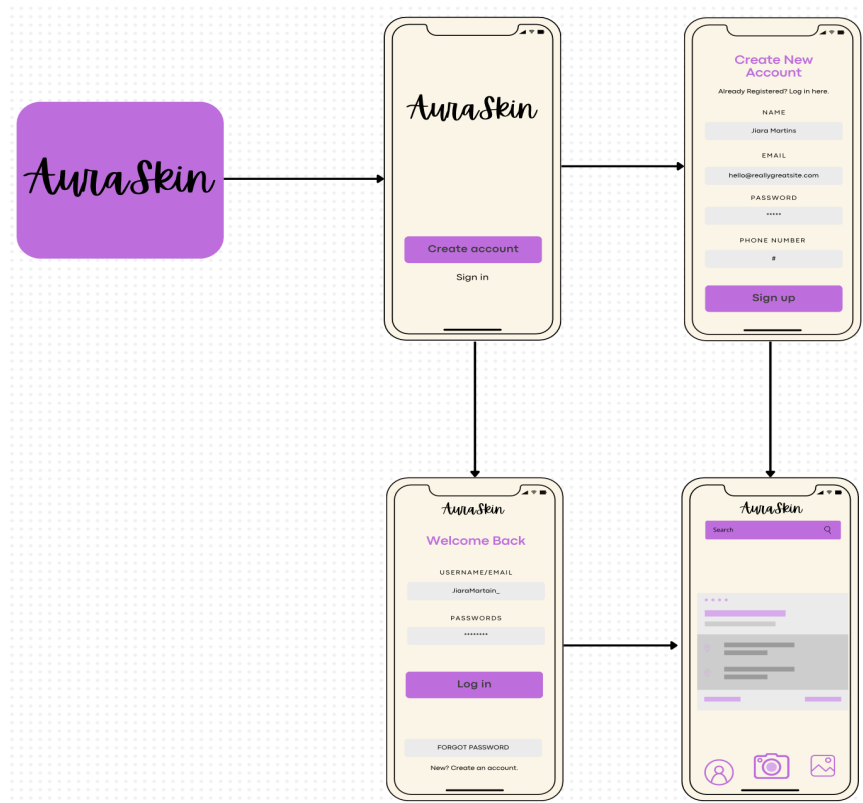 AuraSkin
AuraSkin
Create account
Sign in
Create New
Account
Already Registered? Log in here.
NAME
Jiara Martins
EMAIL
hello@reallygreatsite.com
PASSWORD
*****
PHONE NUMBER
#
Sign up
AuraSkin
Welcome Back
USERNAME/EMAIL
JiaraMartain_
PASSWORDS
********
Log in
FORGOT PASSWORD
New? Create an account.
AuraSkin
Search